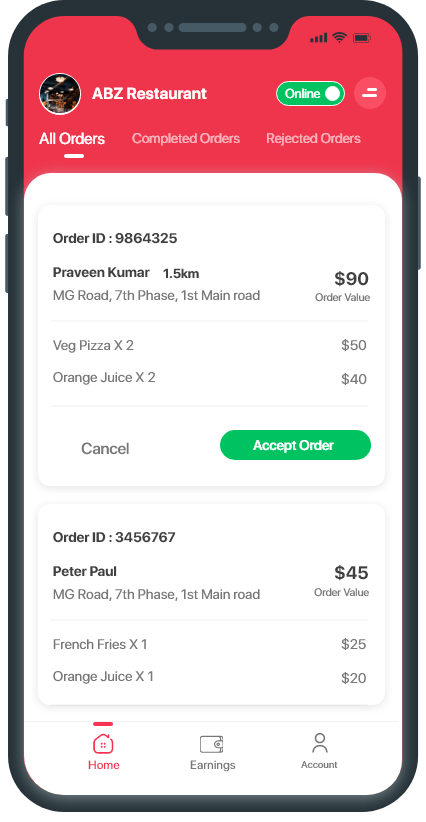 ABZ Restaurant Online
All Orders Completed Orders Rejected Orders
Order ID : 9864325
Praveen Kumar 1.5km $90
MG Road, 7th Phase, 1st Main road Order Value
Veg Pizza X 2 $50
Orange Juice X 2 $40
Cancel Accept Order
Order ID : 3456767
Peter Paul $45
MG Road, 7th Phase, 1st Main road Order Value
French Fries X 1 $25
Orange Juice X 1 $20
Home Earnings Account